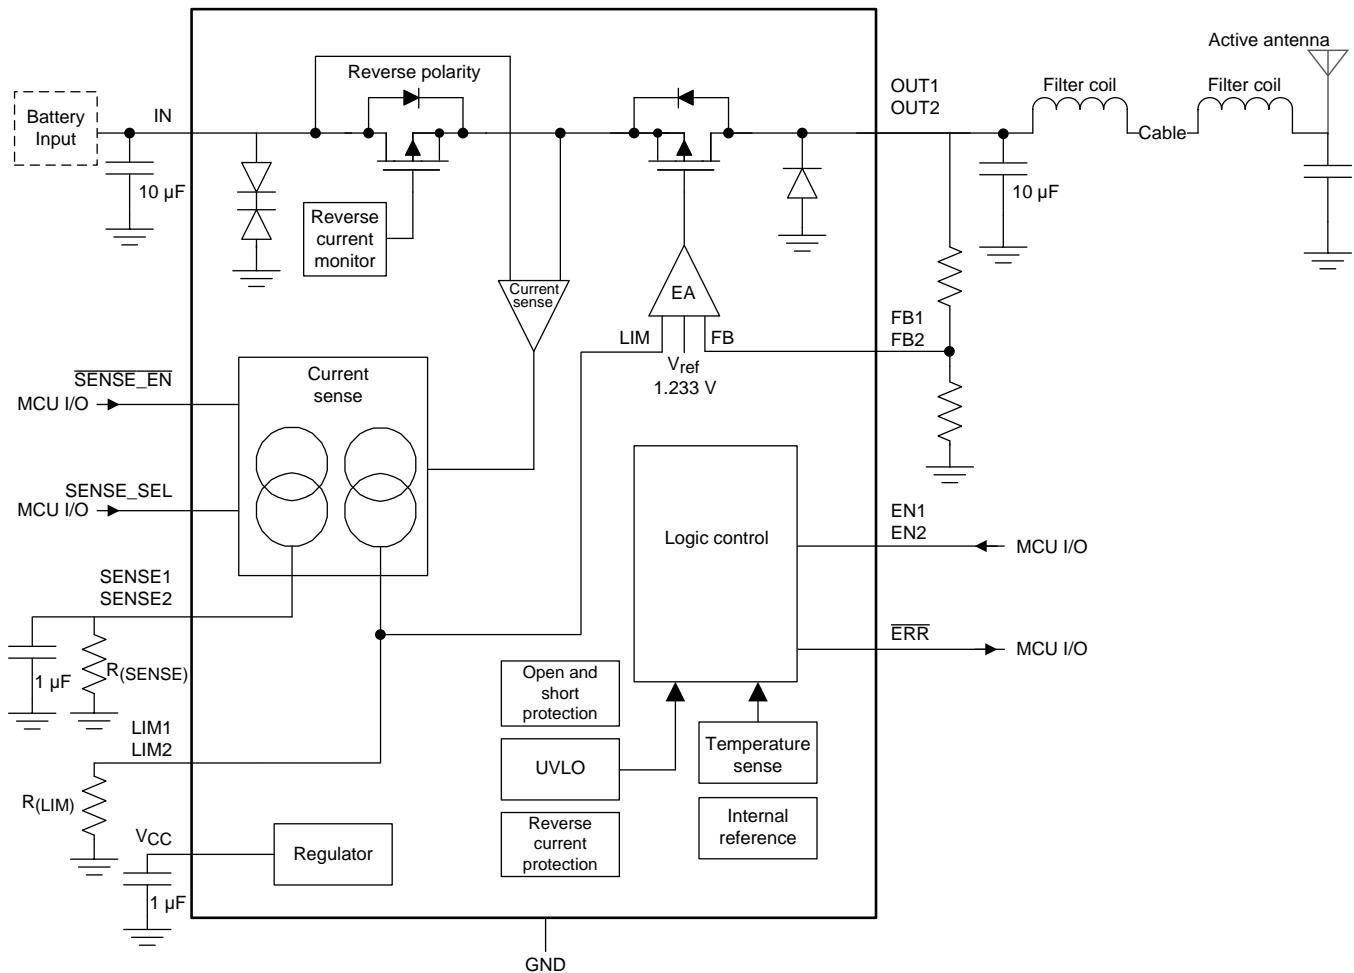 Active antenna
Reverse polarity
OUT1
OUT2
Filter coil
Filter coil
Battery
Input
IN
Cable
10 µF
10 µF
Reverse
current
monitor
Current
sense
EA
LIM
FB
FB1
FB2
Vref
1.233 V
SENSE_EN
MCU I/O
Current
sense
SENSE_SEL
MCU I/O
EN1
EN2
MCU I/O
Logic control
SENSE1
SENSE2
ERR
MCU I/O
1 µF
R(SENSE)
Open and
short
protection
LIM1
LIM2
UVLO
Temperature
sense
R(LIM)
Reverse
current
protection
Internal
reference
VCC
Regulator
1 µF
GND